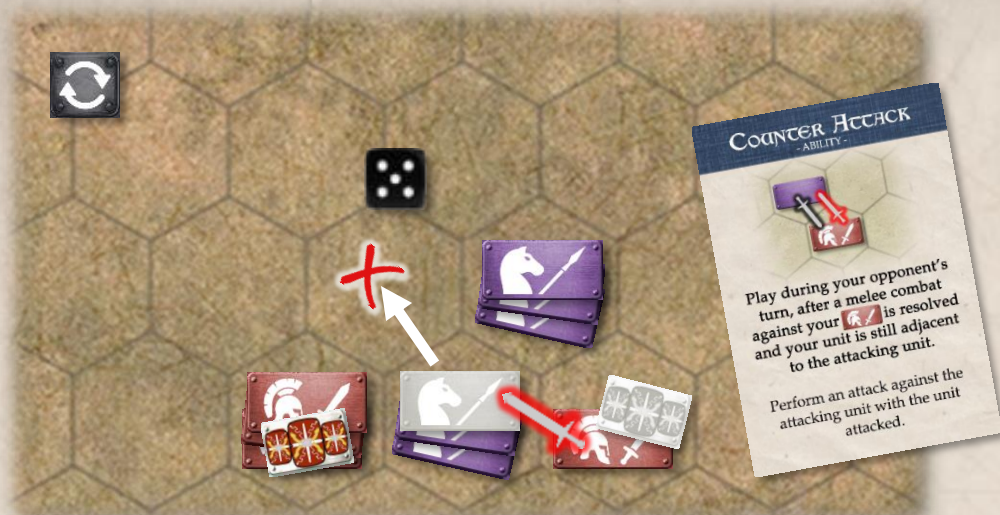 Counter Attack
- ABILITY -
Play during your opponent's
turn, after a melee combat
against your is resolved
and your unit is still adjacent
to the attacking unit.
Perform an attack against the
attacking unit with the unit
attacked.